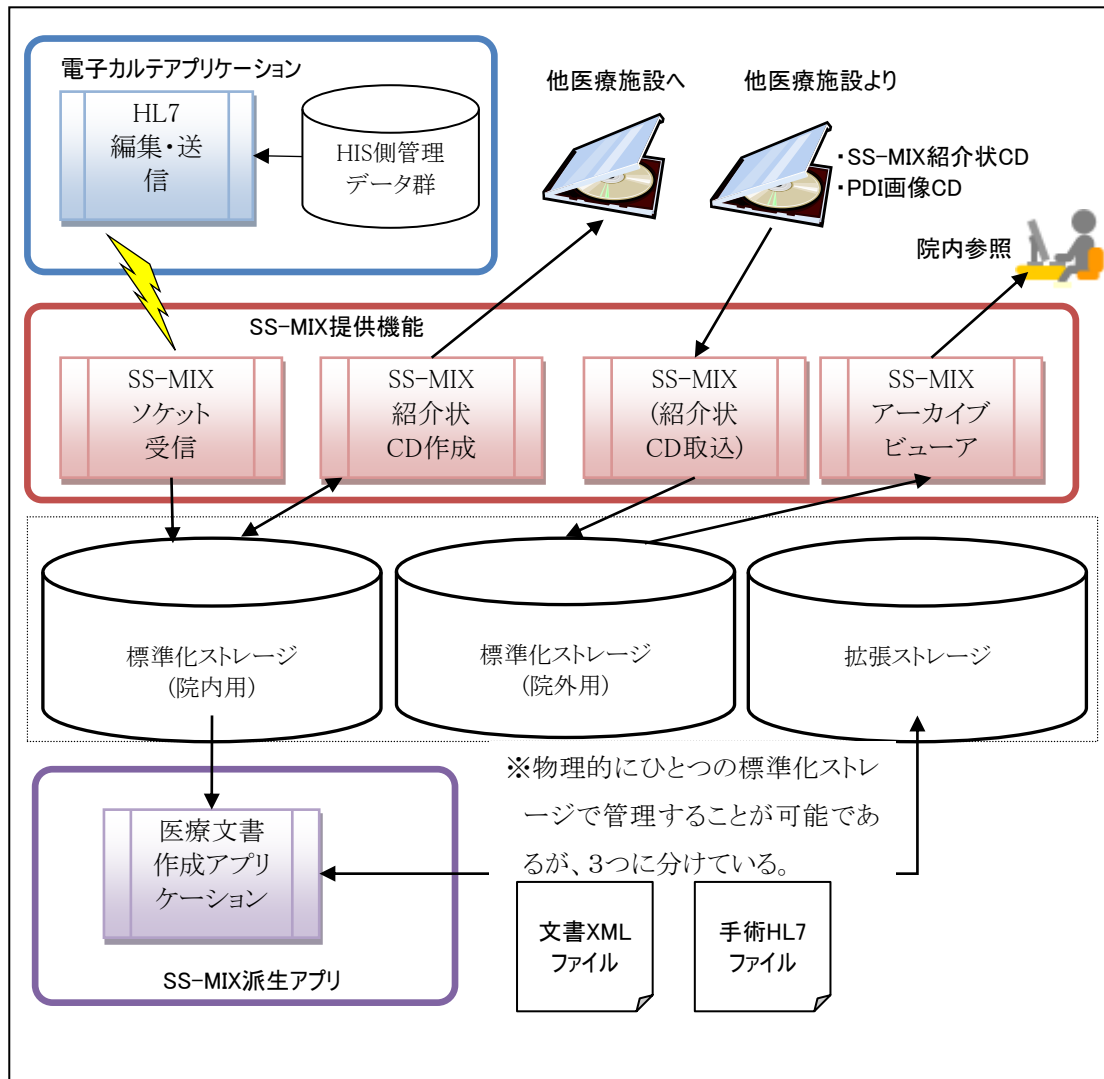 電子カルテアプリケーション
HL7
編集・送
信
HIS側管理
データ群
他医療施設へ
他医療施設より
・SS-MIX紹介状CD
・PDI画像CD
院内参照
SS-MIX提供機能
SS-MIX
ソケット
受信
SS-MIX
紹介状
CD作成
SS-MIX
(紹介状
CD取込)
SS-MIX
アーカイブ
ビューア
標準化ストレージ
(院内用)
標準化ストレージ
(院外用)
拡張ストレージ
※物理的にひとつの標準化ストレ
ージで管理することが可能であ
るが、3つに分けている。
医療文書
作成アプリ
ケーション
文書XML
ファイル
手術HL7
ファイル
SS-MIX派生アプリ